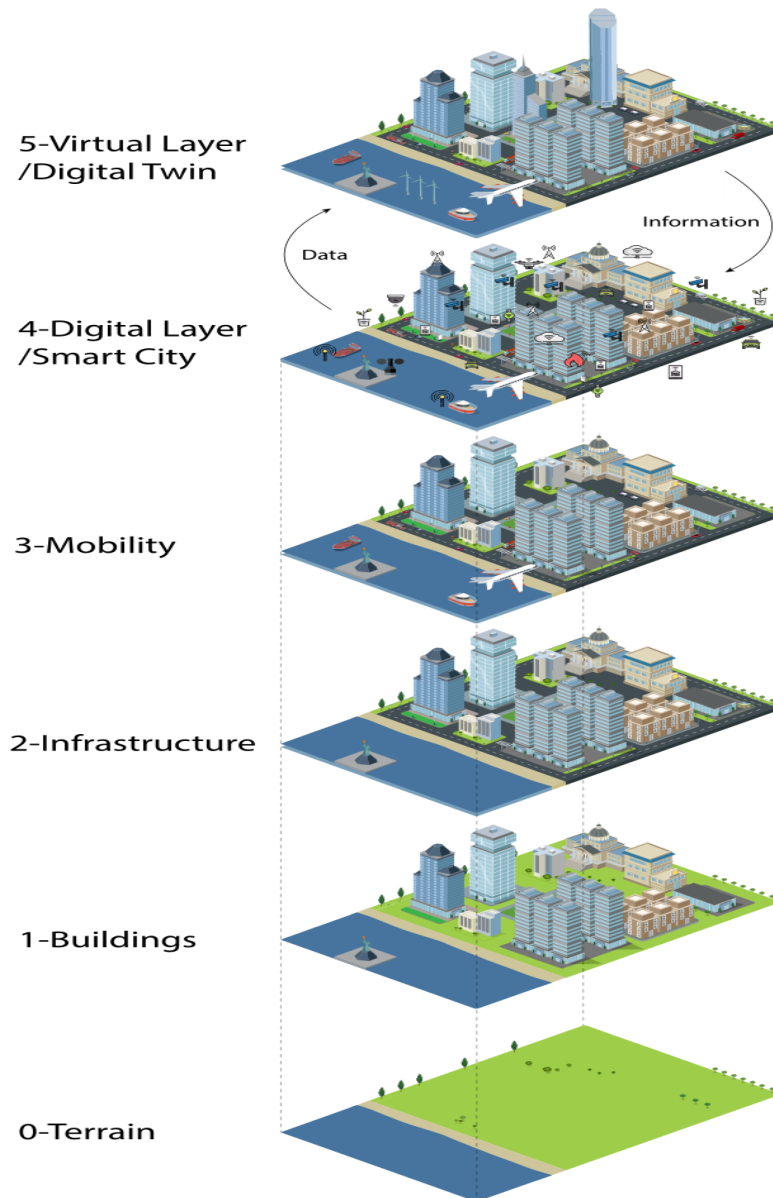 5-Virtual Layer
/Digital Twin
Information
Data
4-Digital Layer
/Smart City
3-Mobility
2-Infrastructure
1-Buildings
0-Terrain